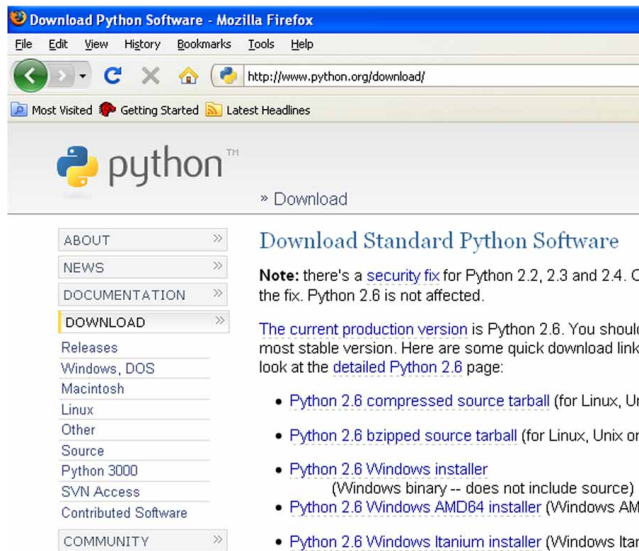 Download Python Software - Mozilla Firefox
File Edit View History Bookmarks Tools Help
http://www.python.org/download/
Most Visited Getting Started Latest Headlines
python™
» Download
ABOUT »
NEWS »
DOCUMENTATION »
DOWNLOAD »
Releases
Windows, DOS
Macintosh
Linux
Other
Source
Python 3000
SVN Access
Contributed Software
COMMUNITY »
Download Standard Python Software
Note: there's a security fix for Python 2.2, 2.3 and 2.4.
the fix. Python 2.6 is not affected.
The current production version is Python 2.6. You
most stable version. Here are some quick download
look at the detailed Python 2.6 page:
• Python 2.6 compressed source tarball (for Linux,
• Python 2.6 bzipped source tarball (for Linux, Unix
• Python 2.6 Windows installer
(Windows binary -- does not include source)
• Python 2.6 Windows AMD64 installer (Windows
• Python 2.6 Windows Itanium installer (Windows